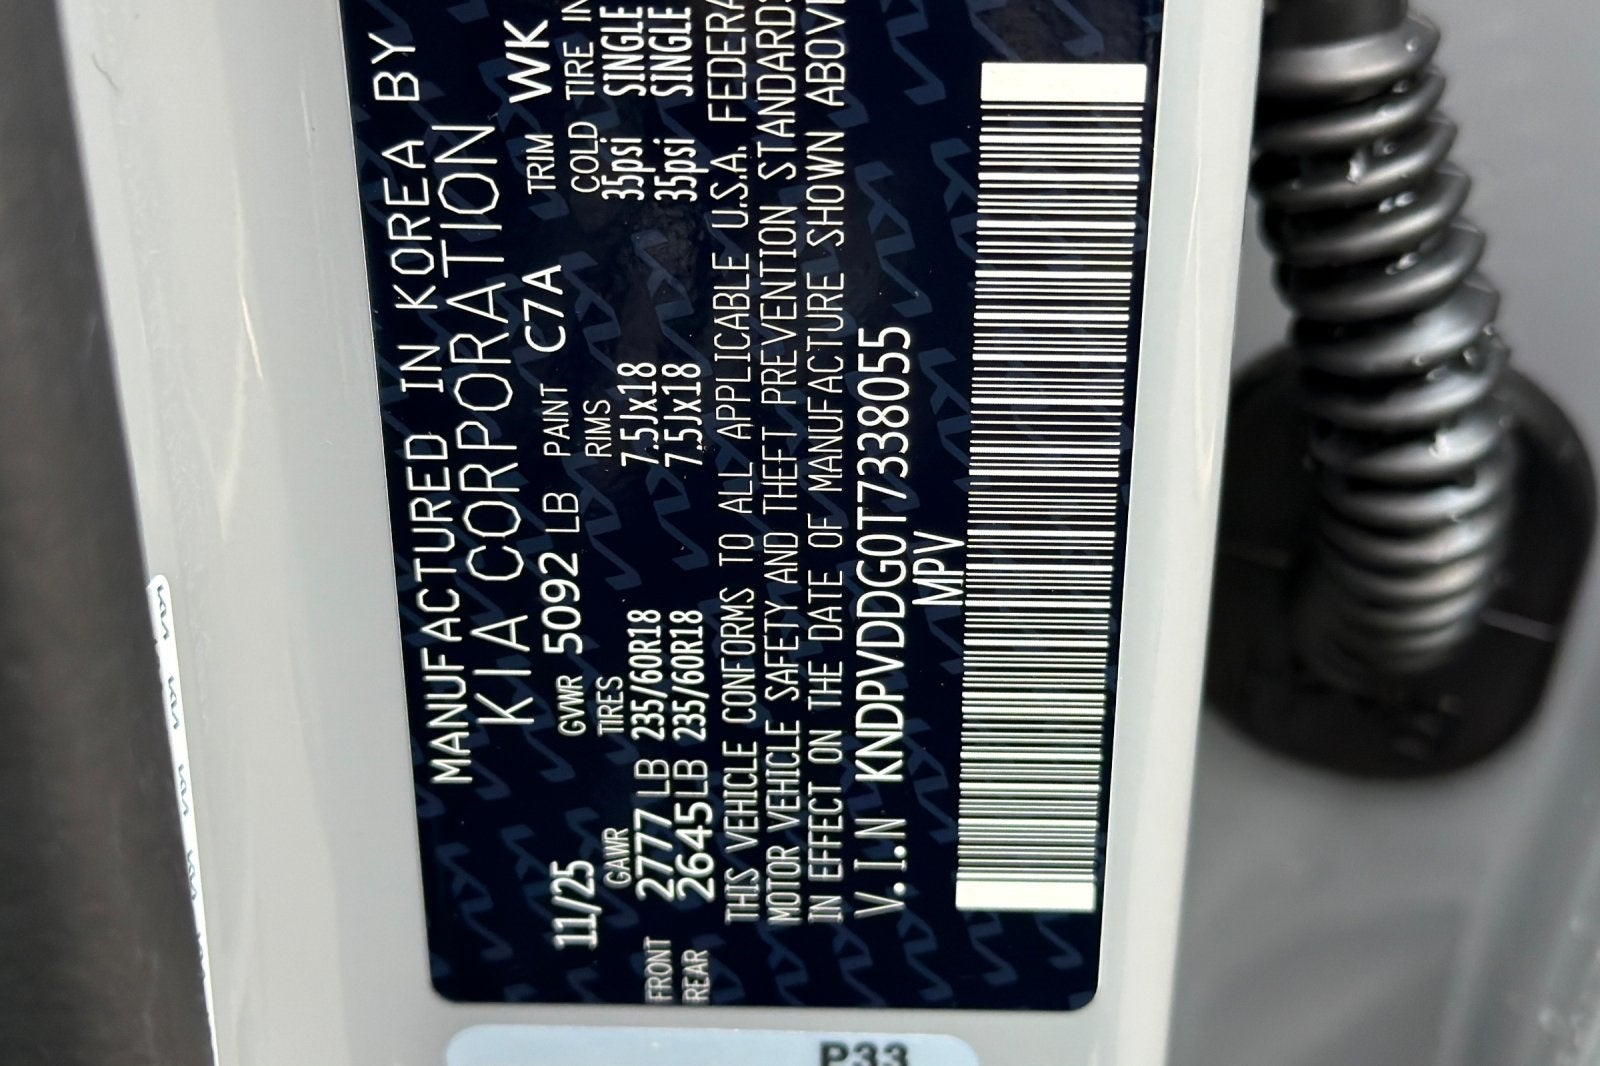 MANUFACTURED IN KOREA BY
KIA CORPORATION
11/25 GVWR 5092 LB PAINT C7A TRIM WK
GAWR TIRES RIMS COLD TIRE
FRONT 2777 LB 235/60R18 7.5Jx18 35psi SINGLE
REAR 2645LB 235/60R18 7.5Jx18 35psi SINGLE
THIS VEHICLE CONFORMS TO ALL APPLICABLE U.S.A.
MOTOR VEHICLE SAFETY AND THEFT PREVENTION STANDARDS
IN EFFECT ON THE DATE OF MANUFACTURE SHOWN
V.I.N KNDPVDDG0T7338055
MPV
P33